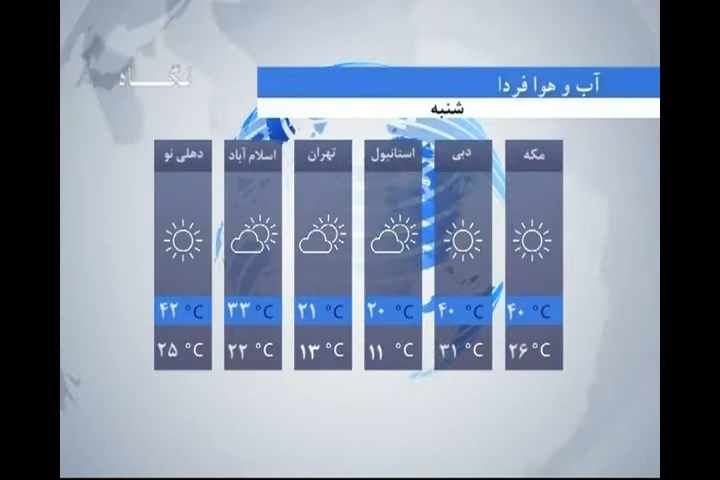 آب و هوا فردا
نگاه
شنبه
مکه دبی استانبول تهران اسلام آباد دهلی نو
۴۰ °C ۴۰ °C ۲۰ °C ۲۱ °C ۳۳ °C ۴۲ °C
۲۶ °C ۳۱ °C ۱۱ °C ۱۳ °C ۲۲ °C ۲۵ °C